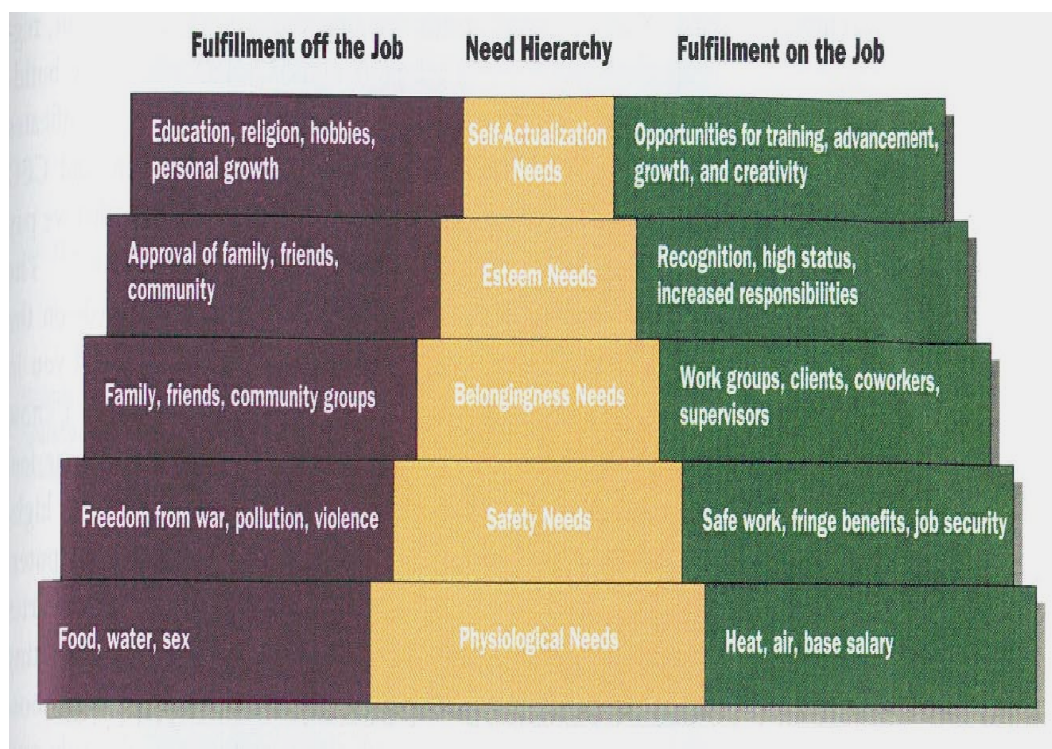 Fulfillment off the Job
Need Hierarchy
Fulfillment on the Job
Education, religion, hobbies,
personal growth
Self-Actualization
Needs
Opportunities for training, advancement,
growth, and creativity
Approval of family, friends,
community
Esteem Needs
Recognition, high status,
increased responsibilities
Family, friends, community groups
Belongingness Needs
Work groups, clients, coworkers,
supervisors
Freedom from war, pollution, violence
Safety Needs
Safe work, fringe benefits, job security
Food, water, sex
Physiological Needs
Heat, air, base salary